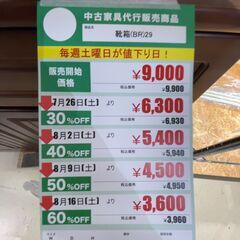 中古家具代行販売商品
品名
靴箱(BR)29
毎週土曜日が値下り日!
販売開始
価格
¥9,000
税込価格
¥9,900
7月26日(土)より
30%OFF
¥6,300
税込価格
¥6,930
8月2日(土)より
40%OFF
¥5,400
税込価格
¥5,940
8月9日(土)より
50%OFF
¥4,500
税込価格
¥4,950
8月16日(土)より
60%OFF
¥3,600
税込価格
¥3,960
サイズ
W D H